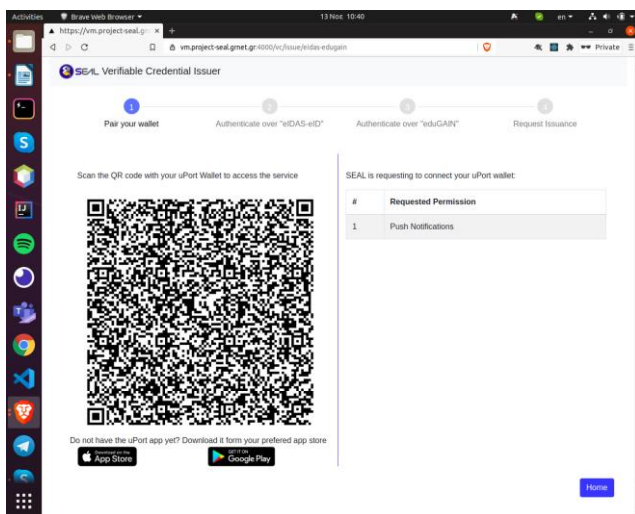 Activities
Brave Web Browser
13 Νοε 10:40
en
https://vm.project-seal.gr
vm.project-seal.grnet.gr:4000/vc/issue/eidas-edugain
Private
SEAL Verifiable Credential Issuer
1
2
3
4
Pair your wallet
Authenticate over "eIDAS-eID"
Authenticate over "eduGAIN"
Request Issuance
Scan the QR code with your uPort Wallet to access the service
SEAL is requesting to connect your uPort wallet:
# Requested Permission
1 Push Notifications
Do not have the uPort app yet? Download it form your prefered app store
Download on the
App Store
GET IT ON
Google Play
Home